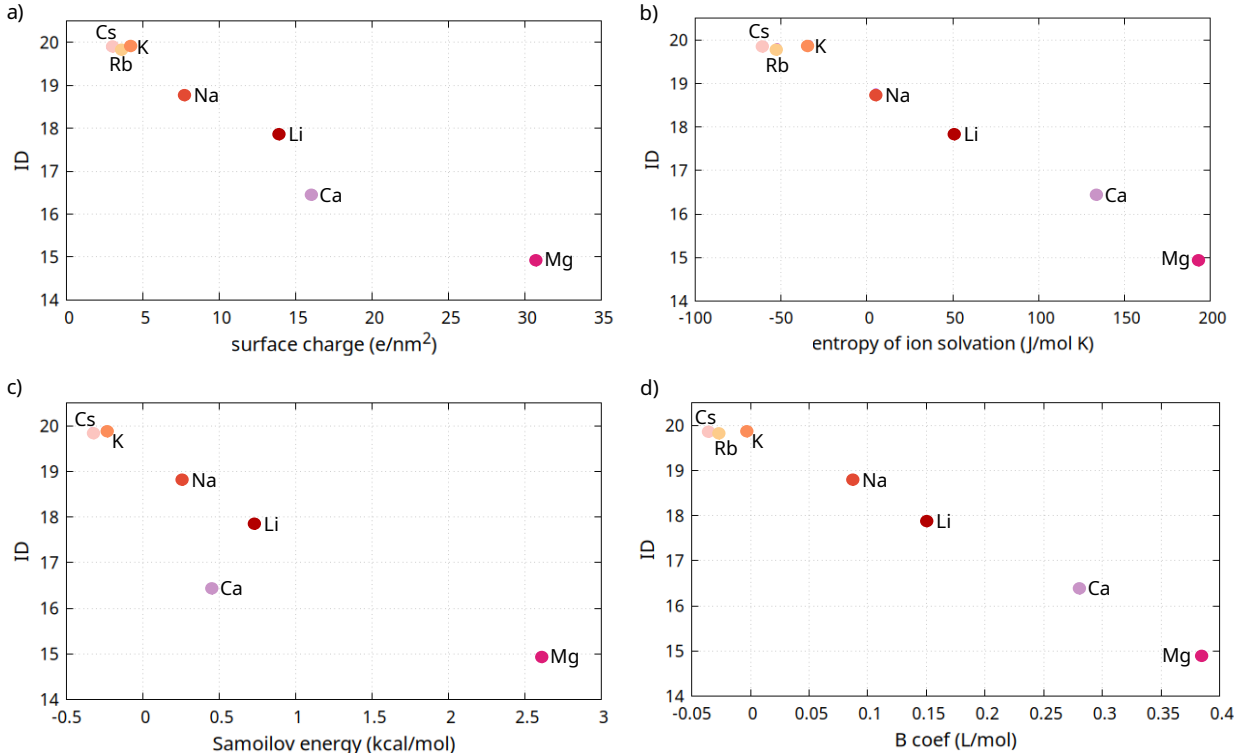 a)
ID
20
19
18
17
16
15
14
Cs
K
Rb
Na
Li
Ca
Mg
0 5 10 15 20 25 30 35
surface charge (e/nm²)
b)
ID
20
19
18
17
16
15
14
Cs
K
Rb
Na
Li
Ca
Mg
-100 -50 0 50 100 150 200
entropy of ion solvation (J/mol K)
c)
ID
20
19
18
17
16
15
14
Cs
K
Na
Li
Ca
Mg
-0.5 0 0.5 1 1.5 2 2.5 3
Samoilov energy (kcal/mol)
d)
ID
20
19
18
17
16
15
14
Cs
Rb
K
Na
Li
Ca
Mg
-0.05 0 0.05 0.1 0.15 0.2 0.25 0.3 0.35 0.4
B coef (L/mol)